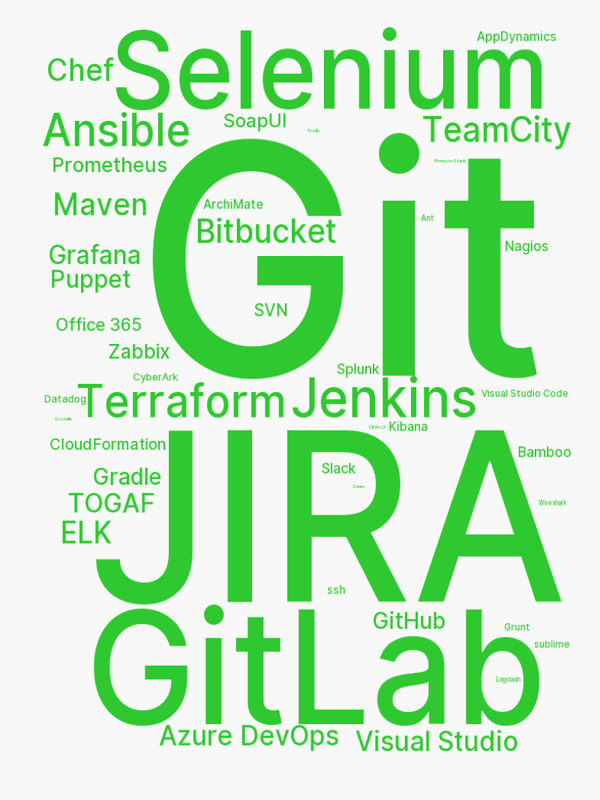 AppDynamics
Selenium
Chef
SoapUI
Ansible
TeamCity
Trello
Prometheus
Git
ArchiMate
Maven
Ant
Bitbucket
Nagios
Grafana
Puppet
SVN
Office 365
Zabbix
Splunk
CyberArk
Visual Studio Code
Datadog
Terraform
Jenkins
Kibana
CloudFormation
Bamboo
Slack
JIRA
Gradle
Zoom
TOGAF
Wireshark
ELK
ssh
GitHub
Grunt
sublime
GitLab
Logstash
Azure DevOps
Visual Studio